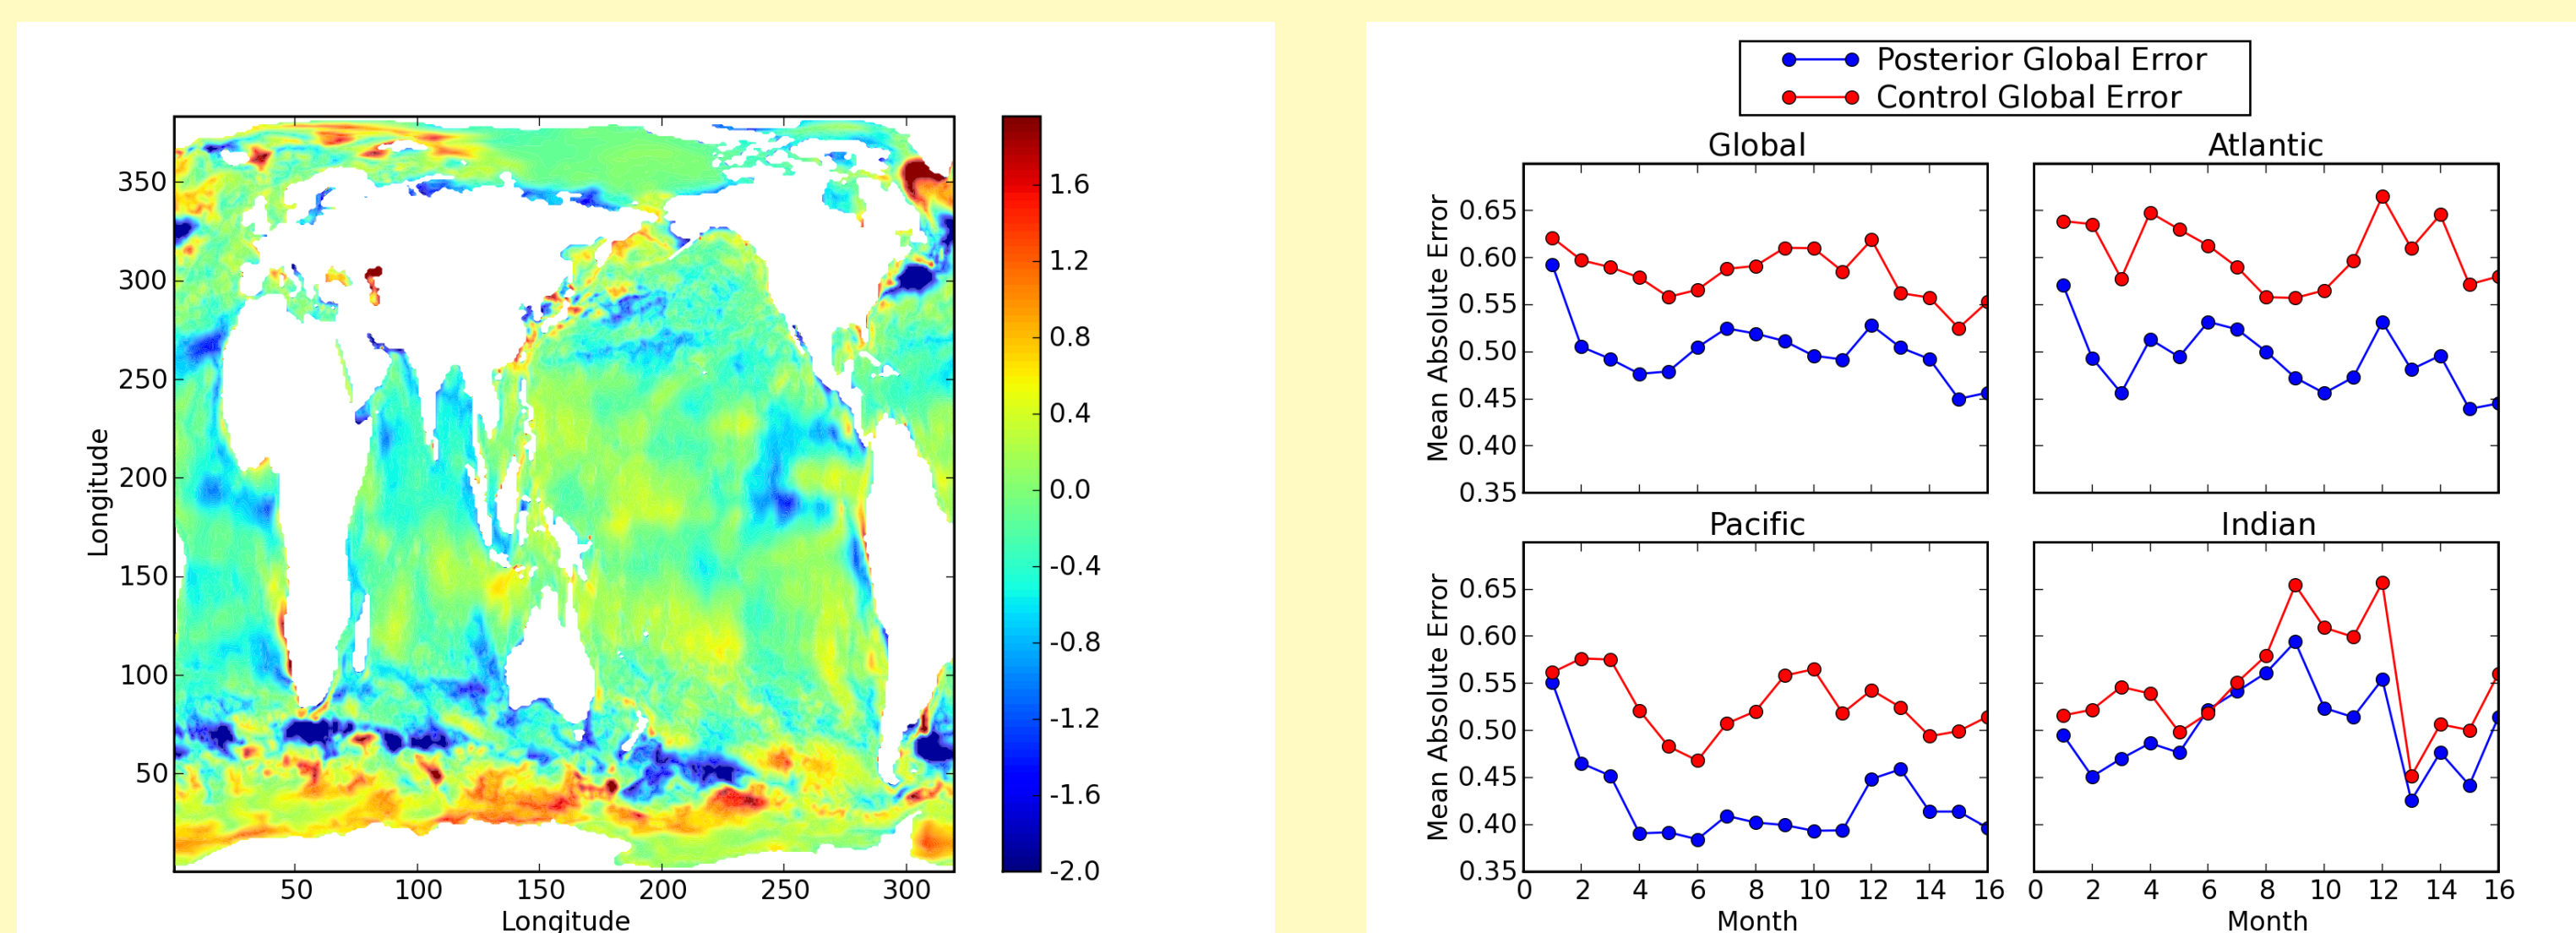 350
300
250
200
150
100
50
Longitude
50 100 150 200 250 300
Longitude
1.6
1.2
0.8
0.4
0.0
-0.4
-0.8
-1.2
-1.6
-2.0
Posterior Global Error
Control Global Error
Global
Mean Absolute Error
0.65
0.60
0.55
0.50
0.45
0.40
0.35
Atlantic
Pacific
Mean Absolute Error
0.65
0.60
0.55
0.50
0.45
0.40
0.35
0 2 4 6 8 10 12 14 16
Month
Indian
0 2 4 6 8 10 12 14 16
Month